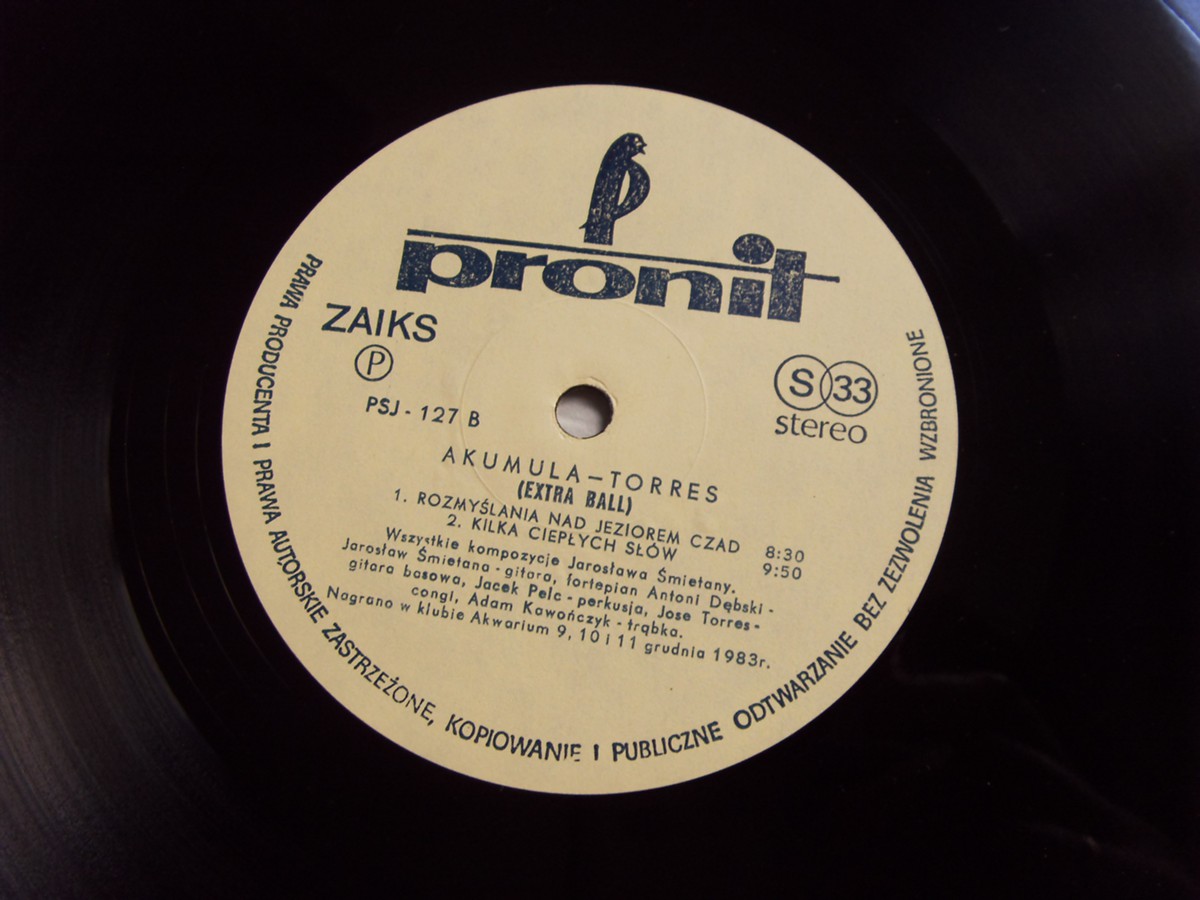 pronit
ZAIKS
P
PSJ - 127 B
S 33
stereo
AKUMULA – TORRES
(EXTRA BALL)
1. ROZMYŚLANIA NAD JEZIOREM CZAD 8:30
2. KILKA CIEPŁYCH SŁÓW 9:50
Wszystkie kompozycje Jarosława Śmietany.
Jarosław Śmietana - gitara, fortepian Antoni Dębski -
gitara basowa, Jacek Pelc - perkusja, Jose Torres -
congi, Adam Kawończyk - trąbka.
Nagrano w klubie Akwarium 9, 10 i 11 grudnia 1983r.
PRAWA PRODUCENTA I PRAWA AUTORSKIE ZASTRZEŻONE, KOPIOWANIE I PUBLICZNE ODTWARZANIE BEZ ZEZWOLENIA WZBRONIONE